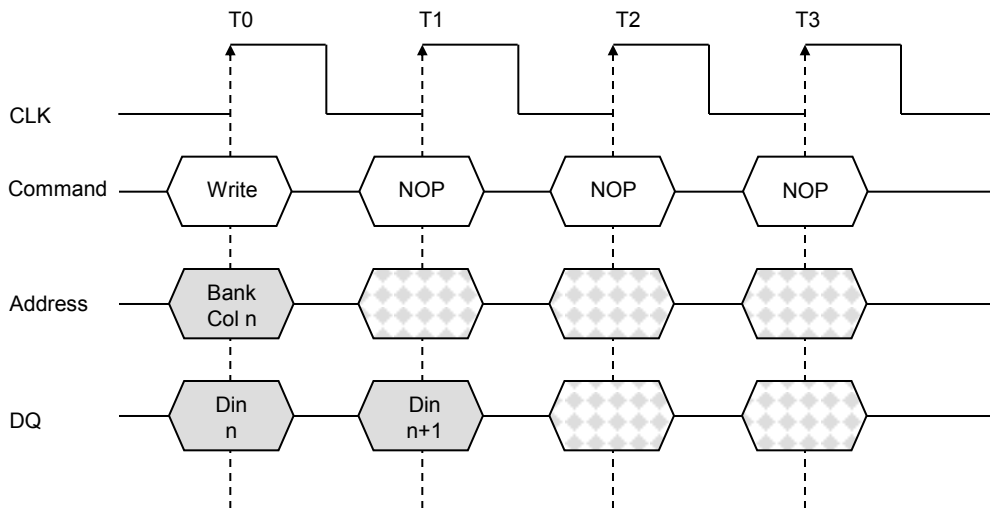 T0 T1 T2 T3
CLK
Command Write NOP NOP NOP
Address Bank
Col n
DQ Din Din
n n+1